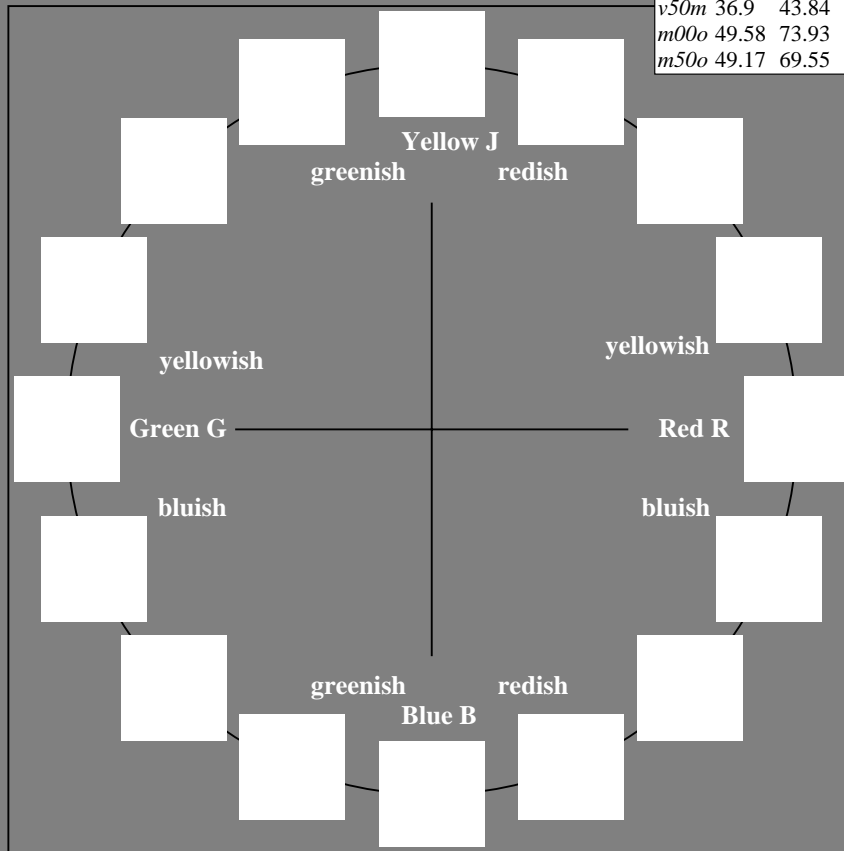 v50m 36.9 43.84
m00o 49.58 73.93
m50o 49.17 69.55
Yellow J
greenish redish
yellowish yellowish
Green G Red R
bluish bluish
greenish redish
Blue B